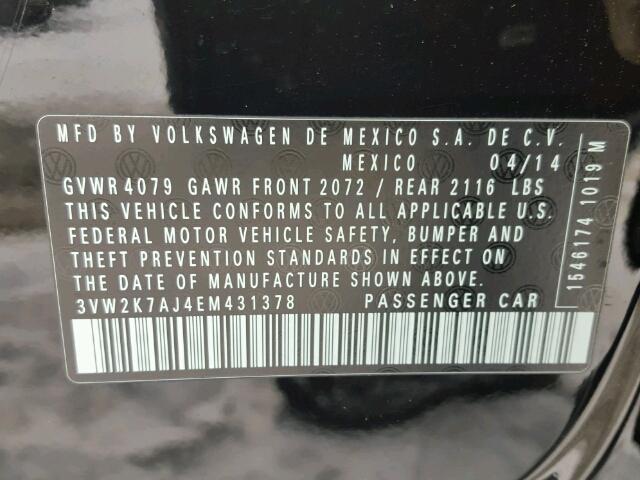 MFD BY VOLKSWAGEN DE MEXICO S.A. DE C.V.
MEXICO 04/14
GVWR 4079 GAWR FRONT 2072 / REAR 2116 LBS
THIS VEHICLE CONFORMS TO ALL APPLICABLE U.S.
FEDERAL MOTOR VEHICLE SAFETY, BUMPER AND
THEFT PREVENTION STANDARDS IN EFFECT ON
THE DATE OF MANUFACTURE SHOWN ABOVE.
3VW2K7AJ4EM431378 PASSENGER CAR
1646174 1019 M